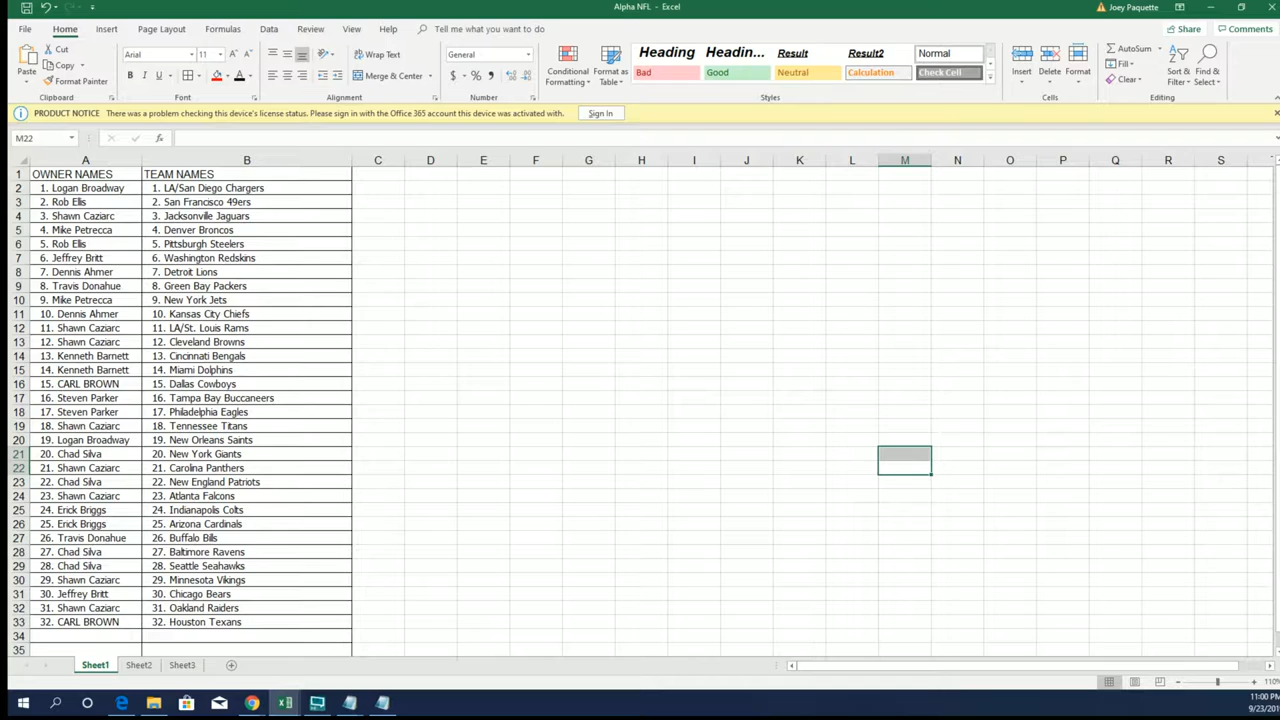 Alpha NFL - Excel
Joey Paquette
File Home Insert Page Layout Formulas Data Review View Help Tell me what you want to do
Share Comments
Cut
Copy
Format Painter
Paste
Clipboard
Arial 11
B I U
Font
Wrap Text
Merge & Center
Alignment
General
$ % ,
Number
Conditional Formatting
Format as Table
Heading Headin... Result Result2 Normal
Bad Good Neutral Calculation Check Cell
Styles
Insert Delete Format
Cells
AutoSum
Fill
Clear
Sort & Filter
Find & Select
Editing
PRODUCT NOTICE There was a problem checking this device's license status. Please sign in with the Office 365 account this device was activated with. Sign In
M22 fx
A B C D E F G H I J K L M N O P Q R S
1 OWNER NAMES TEAM NAMES
2 1. Logan Broadway 1. LA/San Diego Chargers
3 2. Rob Ellis 2. San Francisco 49ers
4 3. Shawn Caziarc 3. Jacksonville Jaguars
5 4. Mike Petrecca 4. Denver Broncos
6 5. Rob Ellis 5. Pittsburgh Steelers
7 6. Jeffrey Britt 6. Washington Redskins
8 7. Dennis Ahmer 7. Detroit Lions
9 8. Travis Donahue 8. Green Bay Packers
10 9. Mike Petrecca 9. New York Jets
11 10. Dennis Ahmer 10. Kansas City Chiefs
12 11. Shawn Caziarc 11. LA/St. Louis Rams
13 12. Shawn Caziarc 12. Cleveland Browns
14 13. Kenneth Barnett 13. Cincinnati Bengals
15 14. Kenneth Barnett 14. Miami Dolphins
16 15. CARL BROWN 15. Dallas Cowboys
17 16. Steven Parker 16. Tampa Bay Buccaneers
18 17. Steven Parker 17. Philadelphia Eagles
19 18. Shawn Caziarc 18. Tennessee Titans
20 19. Logan Broadway 19. New Orleans Saints
21 20. Chad Silva 20. New York Giants
22 21. Shawn Caziarc 21. Carolina Panthers
23 22. Chad Silva 22. New England Patriots
24 23. Shawn Caziarc 23. Atlanta Falcons
25 24. Erick Briggs 24. Indianapolis Colts
26 25. Erick Briggs 25. Arizona Cardinals
27 26. Travis Donahue 26. Buffalo Bills
28 27. Chad Silva 27. Baltimore Ravens
29 28. Chad Silva 28. Seattle Seahawks
30 29. Shawn Caziarc 29. Minnesota Vikings
31 30. Jeffrey Britt 30. Chicago Bears
32 31. Shawn Caziarc 31. Oakland Raiders
33 32. CARL BROWN 32. Houston Texans
34
35
Sheet1 Sheet2 Sheet3
110%
11:00 PM